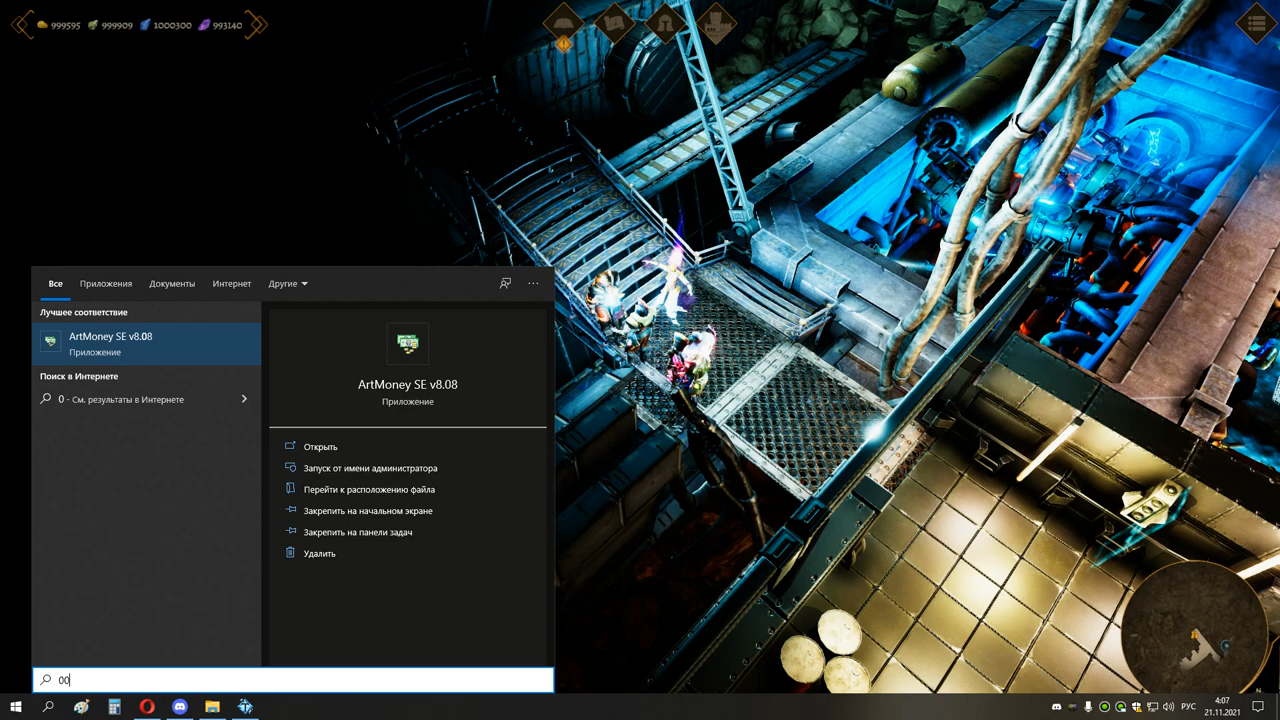 999595 999909 1000300 993140
Все Приложения Документы Интернет Другие
Лучшее соответствие
ArtMoney SE v8.08
Приложение
Поиск в Интернете
0 - См. результаты в Интернете
ArtMoney SE v8.08
Приложение
Открыть
Запуск от имени администратора
Перейти к расположению файла
Закрепить на начальном экране
Закрепить на панели задач
Удалить
00
РУС
4:07
21.11.2021